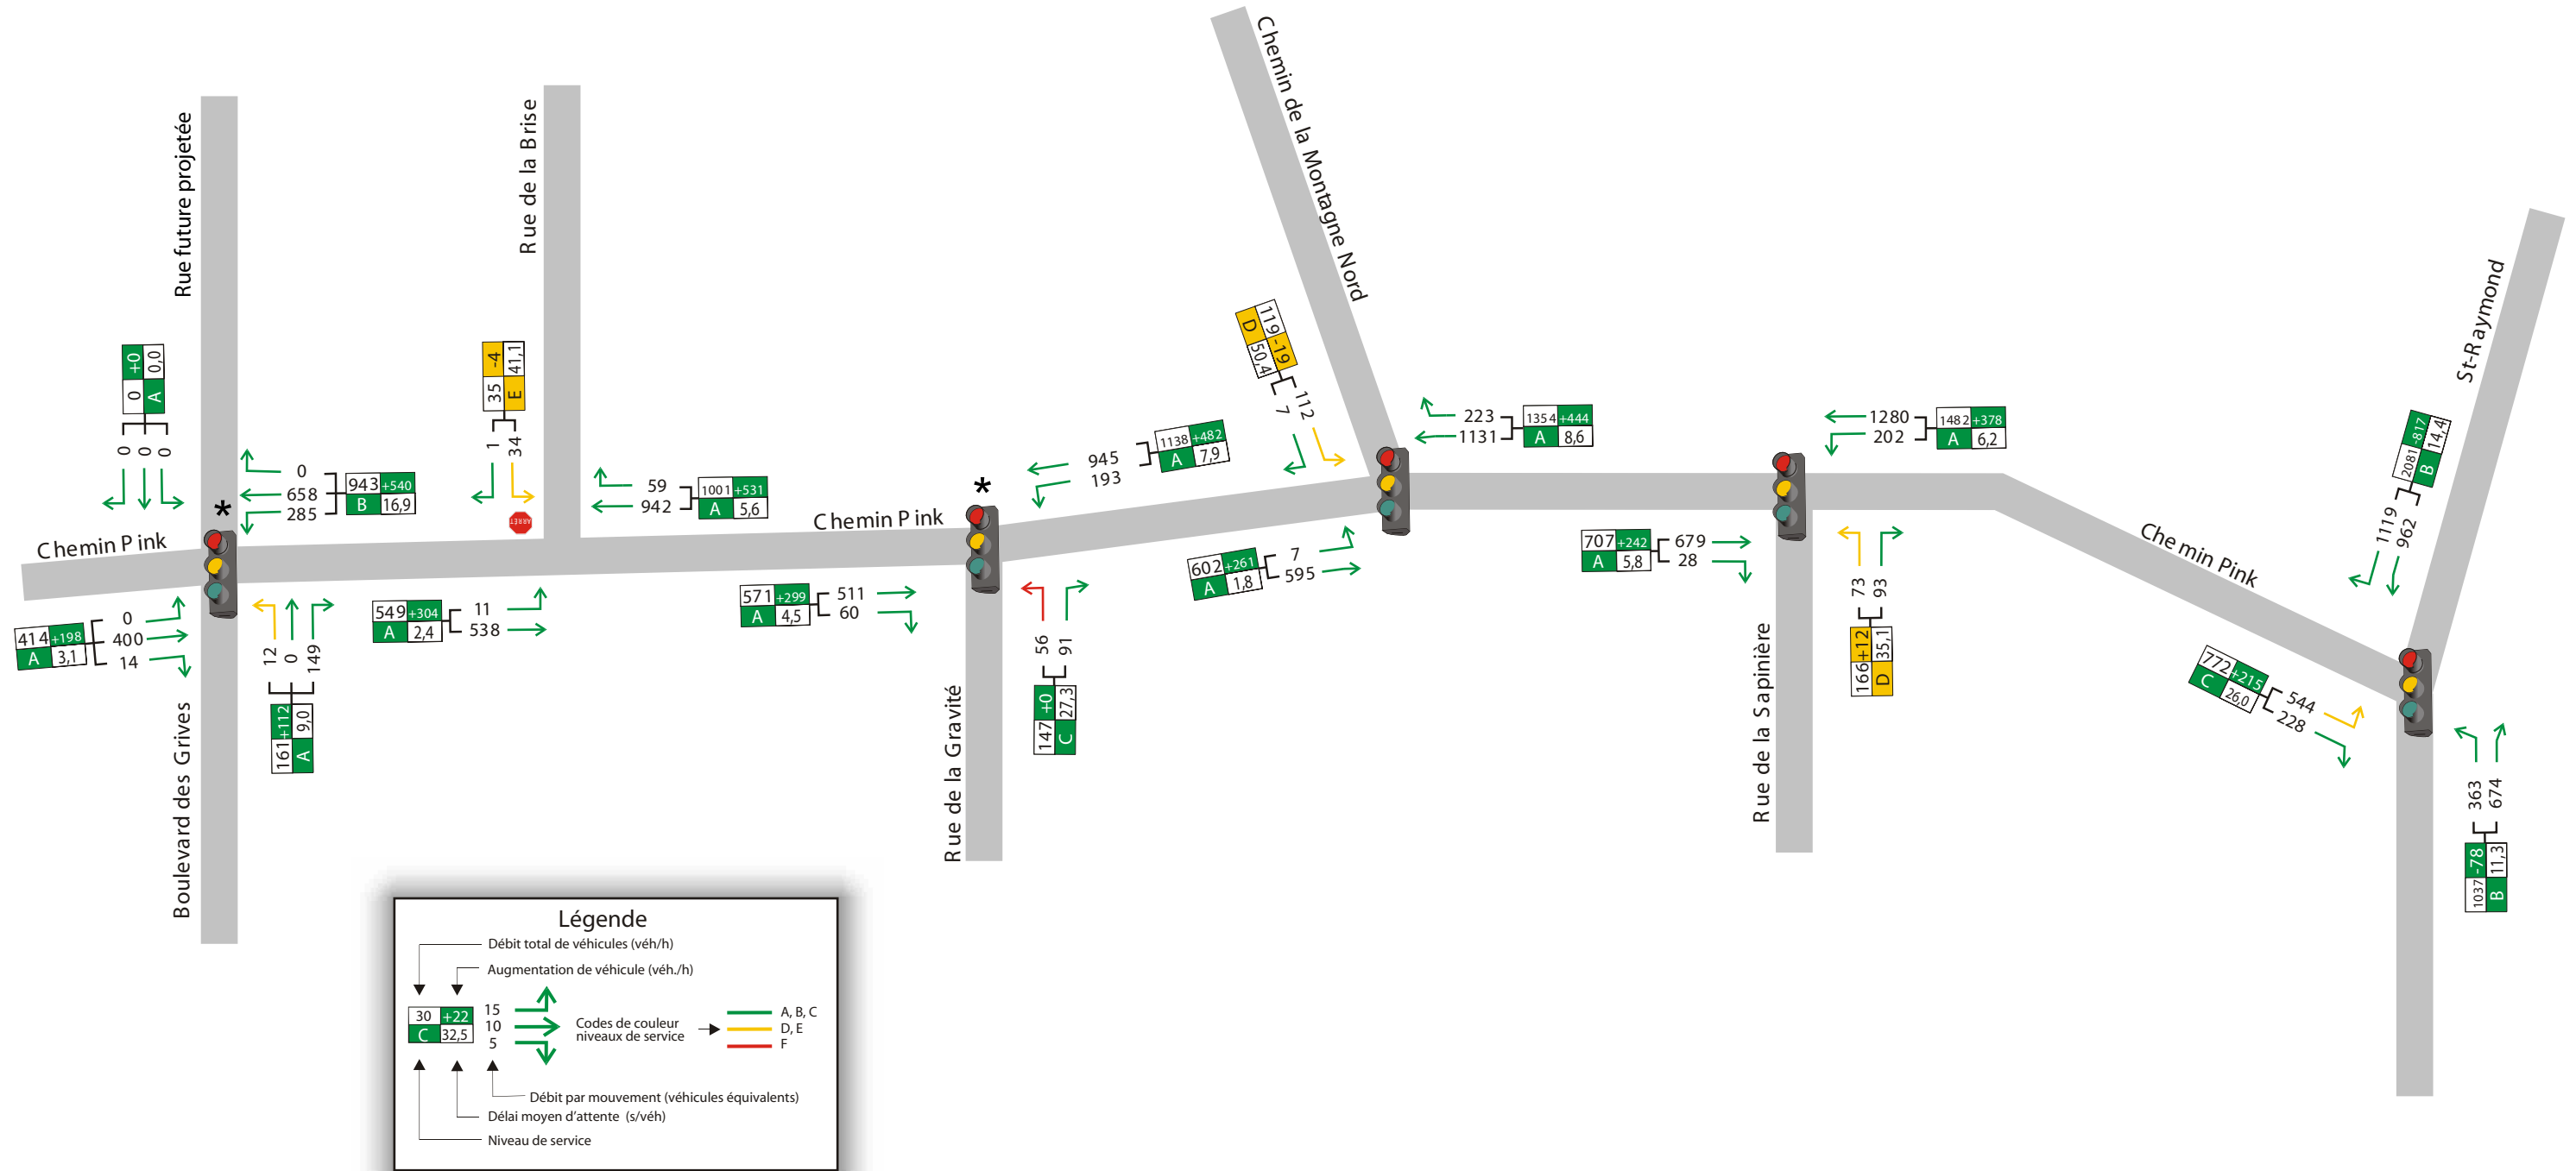 Rue future projetée
+0 0,0
0 A
0 0 0
*
0
658
285
943 +540
B 16,9
Chemin Pink
414 +198
A 3,1
0
400
14
12 0 149
161 +112
A 9,0
Boulevard des Grives
Rue de la Brise
-4 41,1
35 E
1 34
ARRÊT
59
942
1001 +531
A 5,6
549 +304
A 2,4
11
538
Chemin Pink
*
945
193
1138 +482
A 7,9
571 +299
A 4,5
511
60
56 91
147 +0
C 27,3
Rue de la Gravité
Chemin de la Montagne Nord
119 -19
D 50,4
7 112
223
1131
1354 +444
A 8,6
602 +261
A 1,8
7
595
1280
202
1482 +378
A 6,2
707 +242
A 5,8
679
28
73 93
166 +12
D 35,1
Rue de la Sapinière
Chemin Pink
St-Raymond
2081 -817
B 14,4
1119 962
772 +215
C 26,0
544
228
363 674
1037 -78
B 11,3
Légende
Débit total de véhicules (véh/h)
Augmentation de véhicule (véh./h)
30 +22
C 32,5
15
10
5
Codes de couleur
niveaux de service
A, B, C
D, E
F
Débit par mouvement (véhicules équivalents)
Délai moyen d'attente (s/véh)
Niveau de service